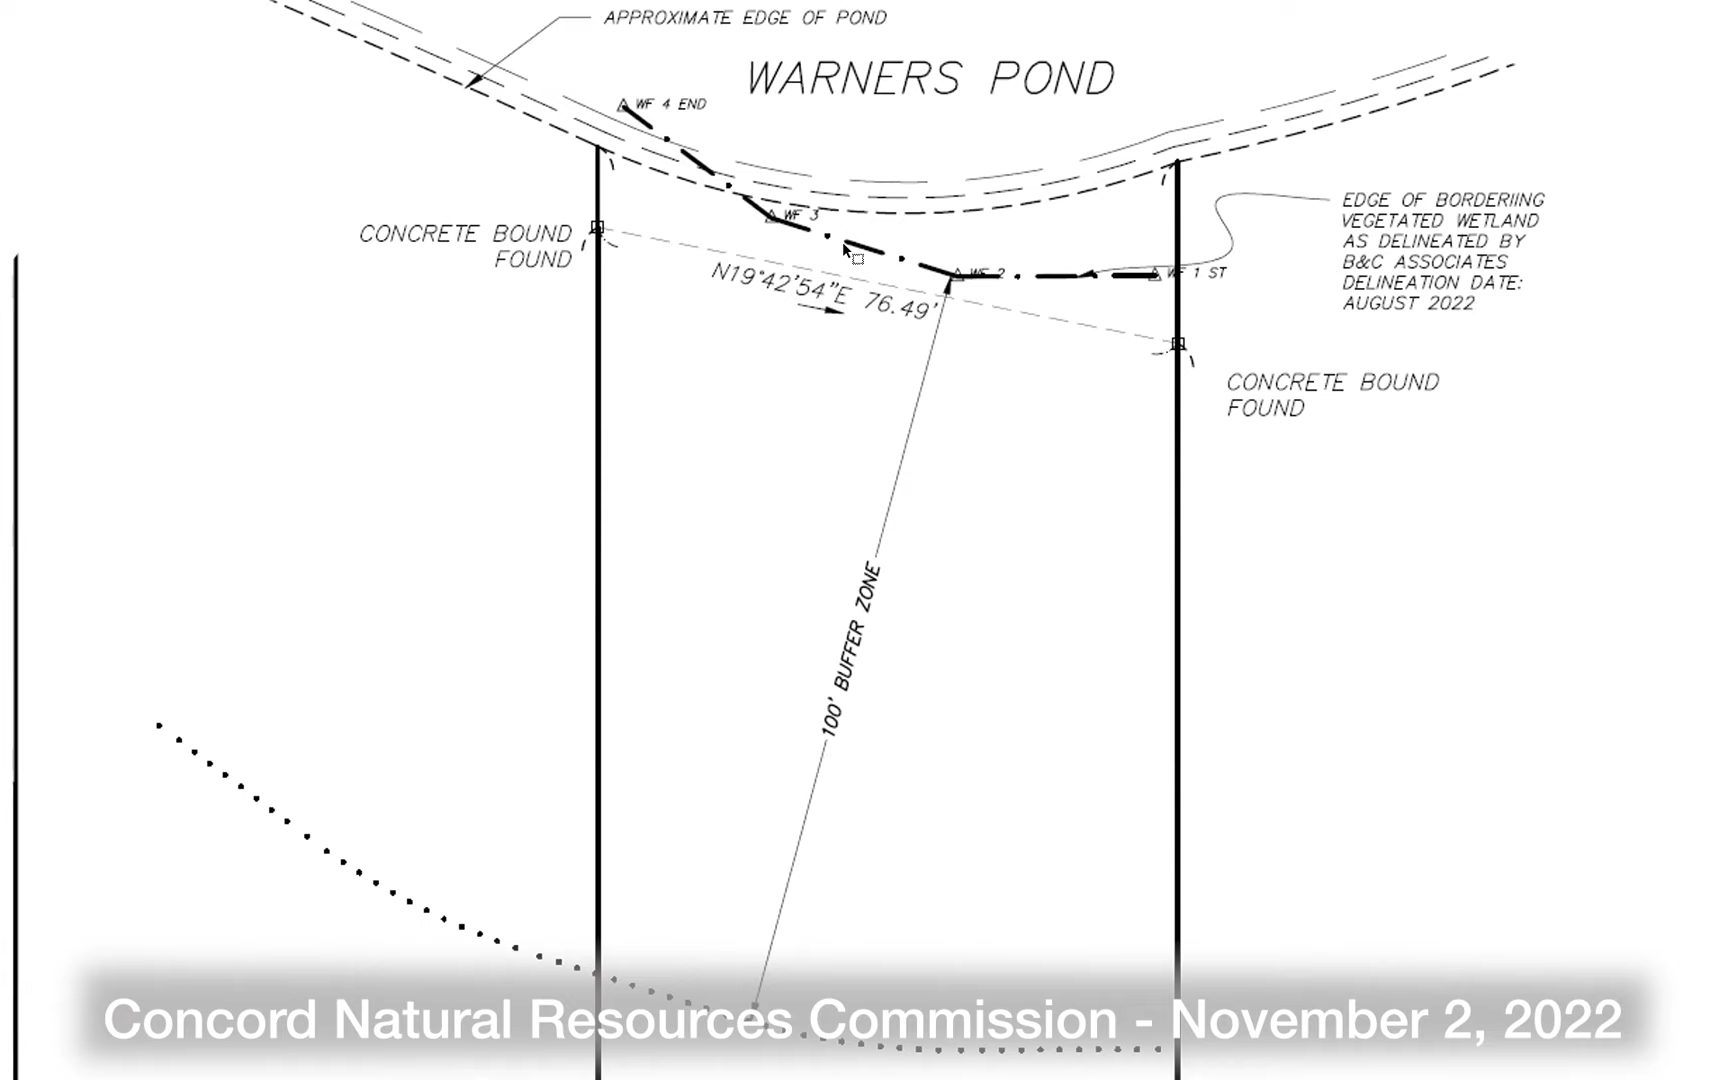 APPROXIMATE EDGE OF POND
WARNERS POND
WF 4 END
WF 3
WF 2
WF 1 ST
CONCRETE BOUND
FOUND
N19°42'54"E 76.49'
EDGE OF BORDERIING
VEGETATED WETLAND
AS DELINEATED BY
B&C ASSOCIATES
DELINEATION DATE:
AUGUST 2022
CONCRETE BOUND
FOUND
100' BUFFER ZONE
Concord Natural Resources Commission - November 2, 2022